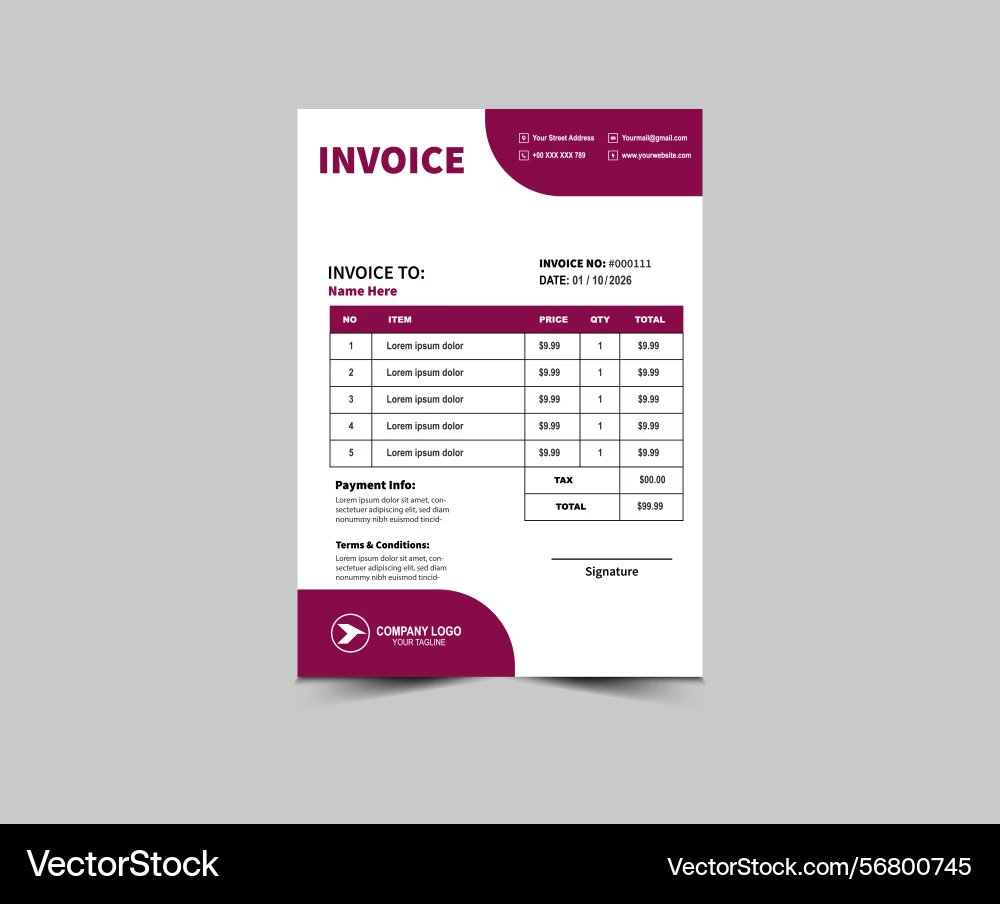 INVOICE
Your Street Address Yourmail@gmail.com
+00 XXX XXX 789 www.yourwebsite.com
INVOICE NO: #000111
DATE: 01 / 10 / 2026
INVOICE TO:
Name Here
NO ITEM PRICE QTY TOTAL
1 Lorem ipsum dolor $9.99 1 $9.99
2 Lorem ipsum dolor $9.99 1 $9.99
3 Lorem ipsum dolor $9.99 1 $9.99
4 Lorem ipsum dolor $9.99 1 $9.99
5 Lorem ipsum dolor $9.99 1 $9.99
TAX $00.00
TOTAL $99.99
Payment Info:
Lorem ipsum dolor sit amet, con-
sectetuer adipiscing elit, sed diam
nonummy nibh euismod tincid-
Terms & Conditions:
Lorem ipsum dolor sit amet, con-
sectetuer adipiscing elit, sed diam
nonummy nibh euismod tincid-
Signature
COMPANY LOGO
YOUR TAGLINE
VectorStock
VectorStock.com/56800745